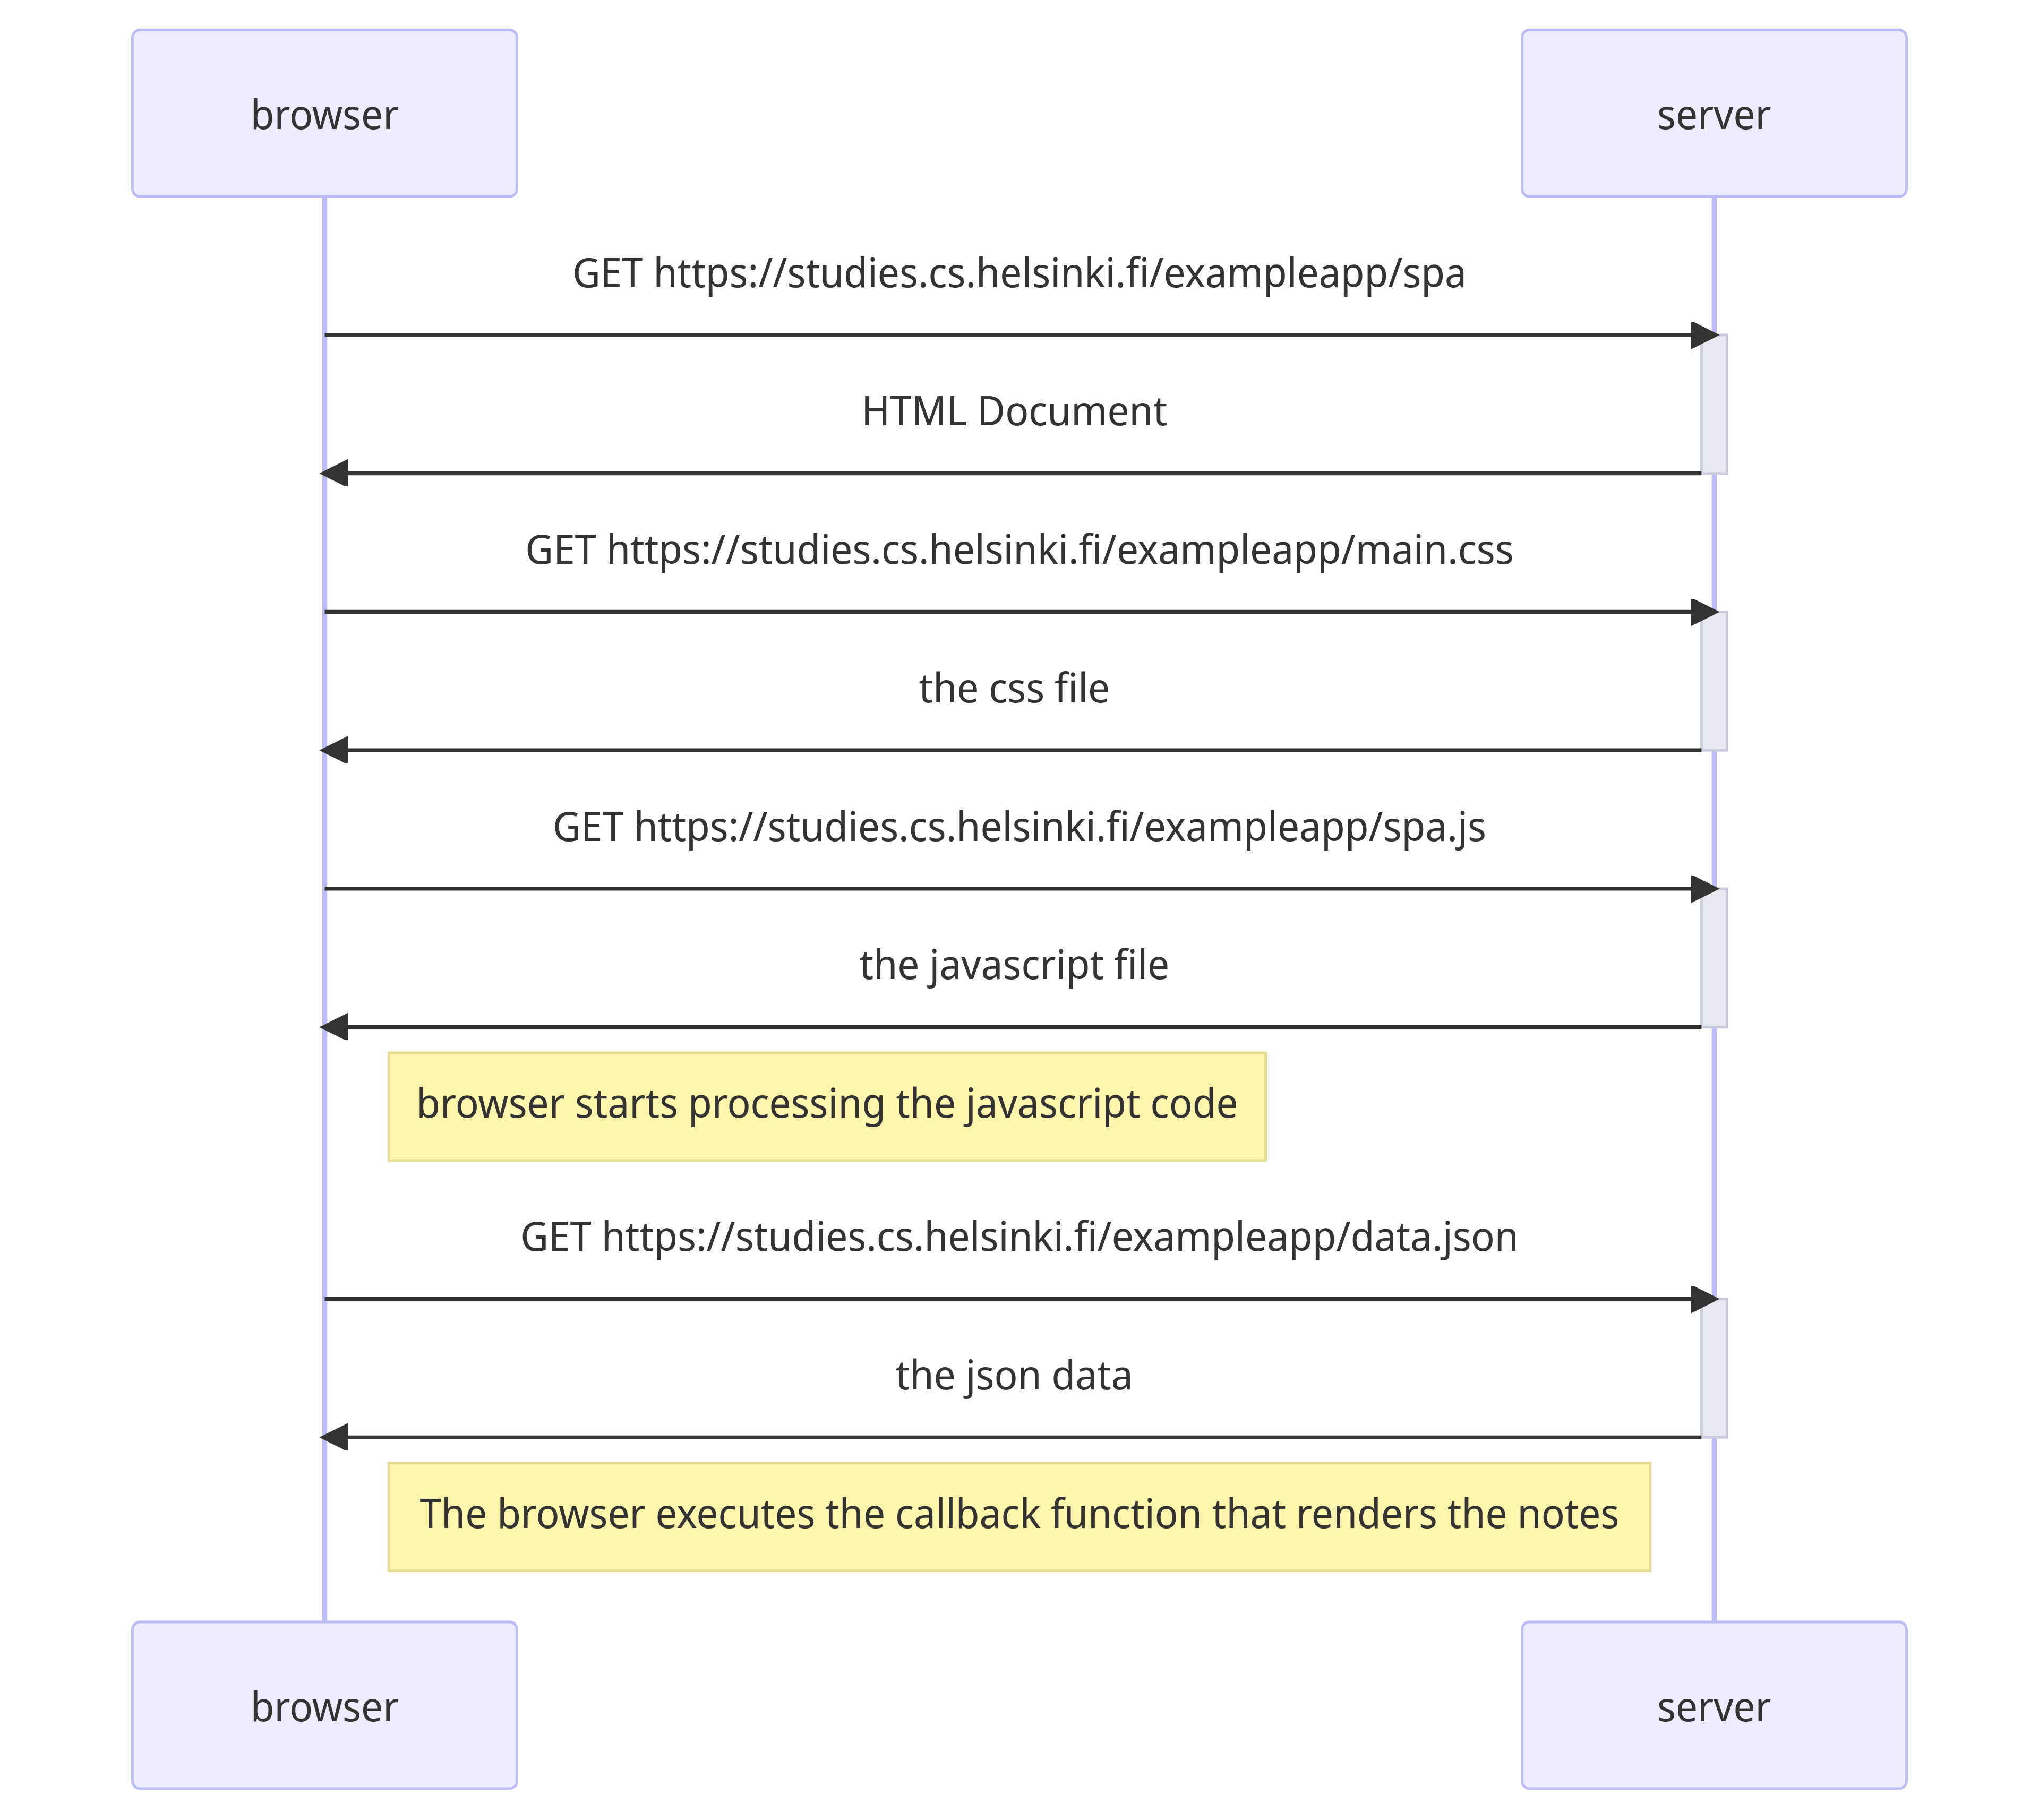 browser
server
GET https://studies.cs.helsinki.fi/exampleapp/spa
HTML Document
GET https://studies.cs.helsinki.fi/exampleapp/main.css
the css file
GET https://studies.cs.helsinki.fi/exampleapp/spa.js
the javascript file
browser starts processing the javascript code
GET https://studies.cs.helsinki.fi/exampleapp/data.json
the json data
The browser executes the callback function that renders the notes
browser
server